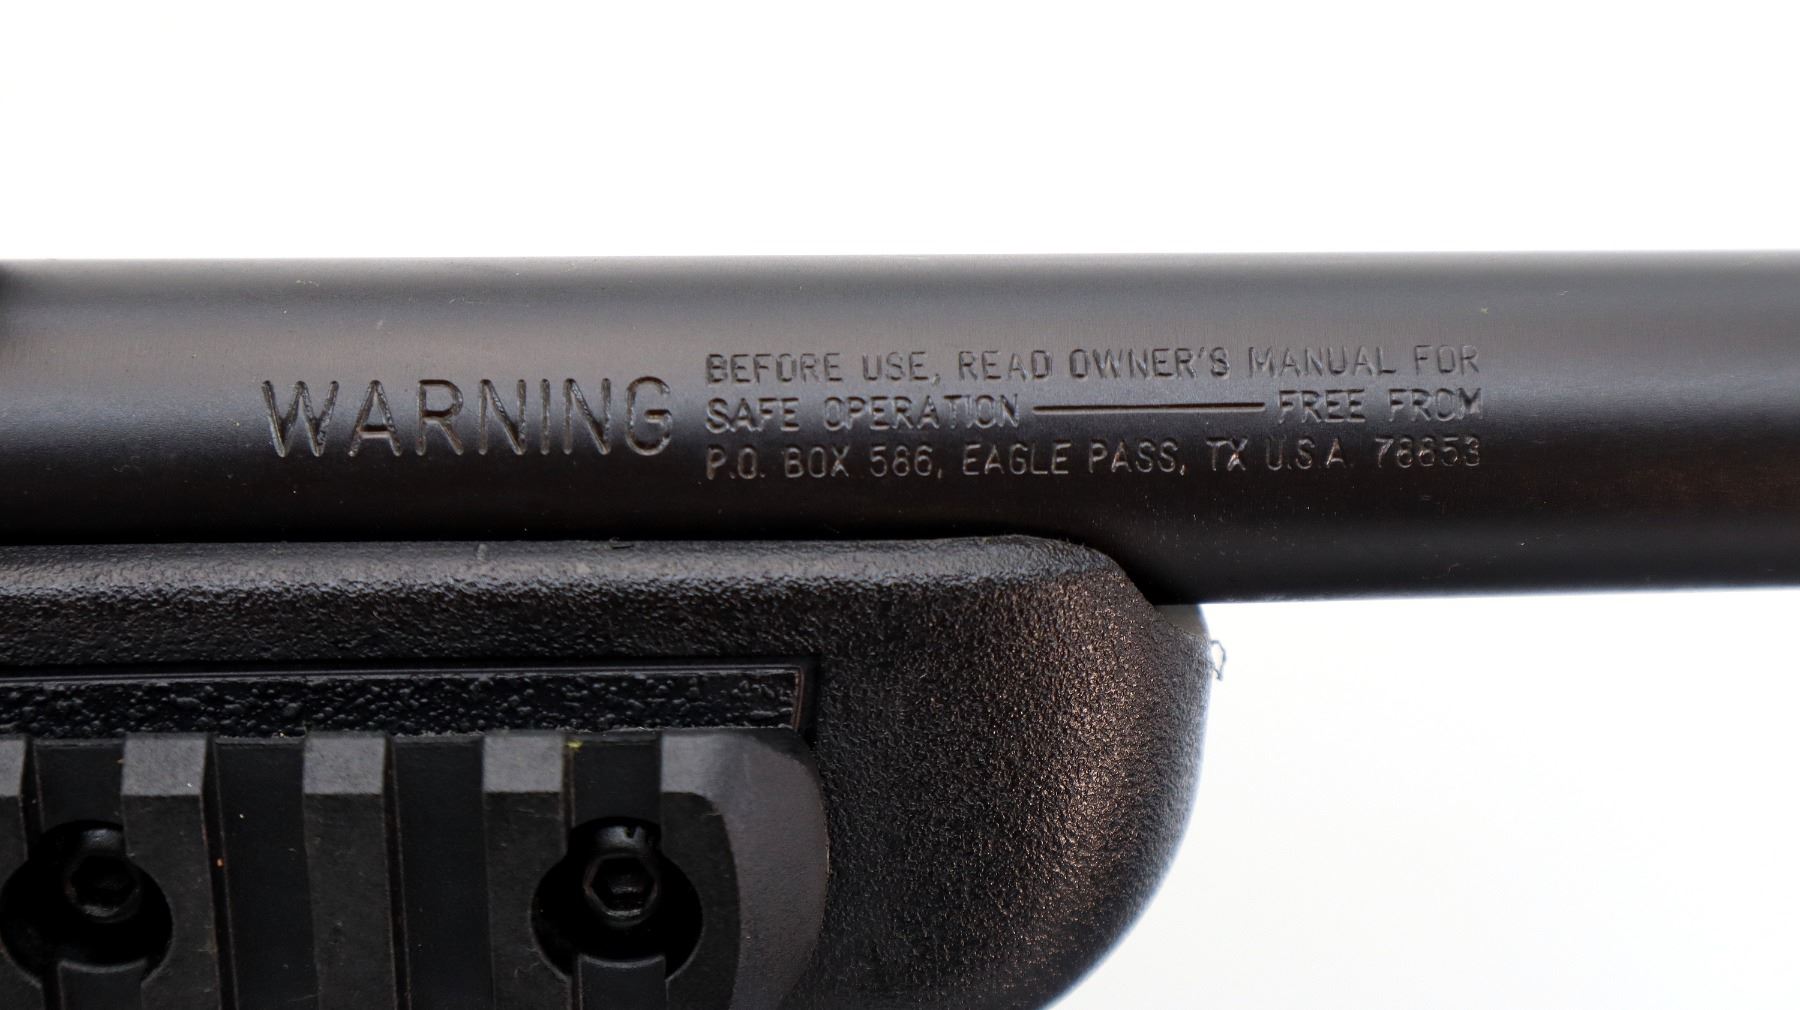 WARNING
BEFORE USE, READ OWNER'S MANUAL FOR
SAFE OPERATION ———— FREE FROM
P.O. BOX 586, EAGLE PASS, TX U.S.A. 78853